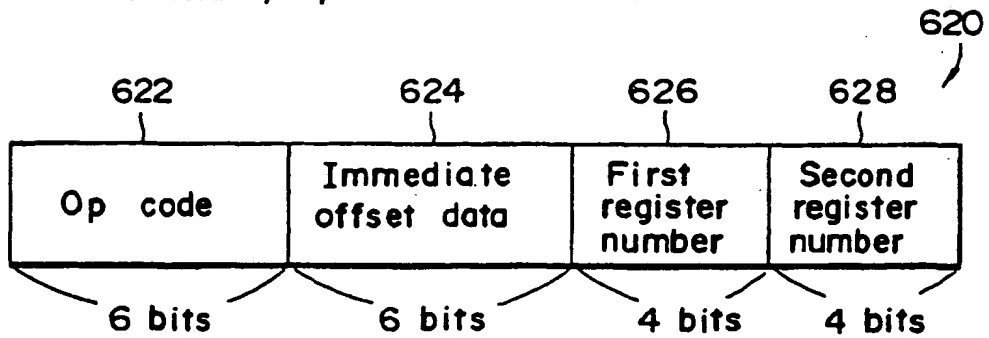 620
622 624 626 628
Op code
Immediate offset data
First register number
Second register number
6 bits 6 bits 4 bits 4 bits